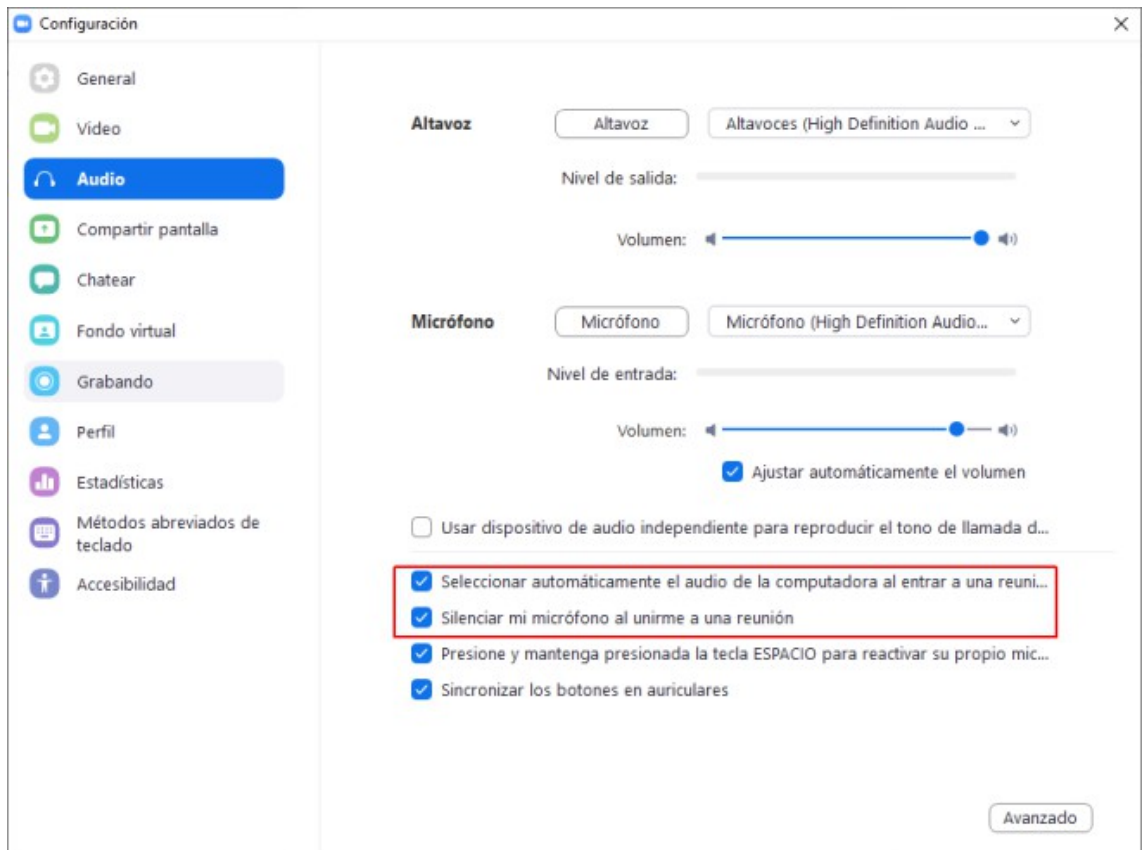 Configuración
General
Video
Audio
Compartir pantalla
Chatear
Fondo virtual
Grabando
Perfil
Estadísticas
Métodos abreviados de
teclado
Accesibilidad
Altavoz Altavoz Altavoces (High Definition Audio ...
Nivel de salida:
Volumen:
Micrófono Micrófono Micrófono (High Definition Audio...
Nivel de entrada:
Volumen:
Ajustar automáticamente el volumen
Usar dispositivo de audio independiente para reproducir el tono de llamada d...
Seleccionar automáticamente el audio de la computadora al entrar a una reuni...
Silenciar mi micrófono al unirme a una reunión
Presione y mantenga presionada la tecla ESPACIO para reactivar su propio mic...
Sincronizar los botones en auriculares
Avanzado